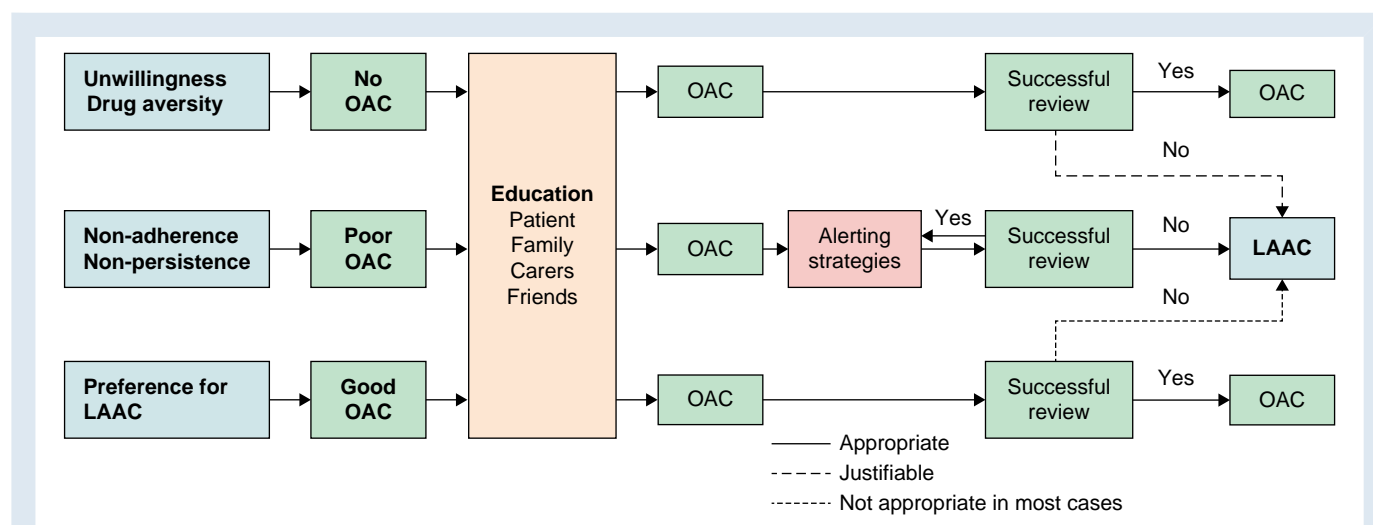 Unwillingness
Drug aversity
No
OAC
OAC
Successful
review
Yes
OAC
No
Education
Patient
Family
Carers
Friends
Non-adherence
Non-persistence
Poor
OAC
OAC
Alerting
strategies
Yes
Successful
review
No
LAAC
No
Preference for
LAAC
Good
OAC
OAC
Successful
review
Yes
OAC
Appropriate
Justifiable
Not appropriate in most cases